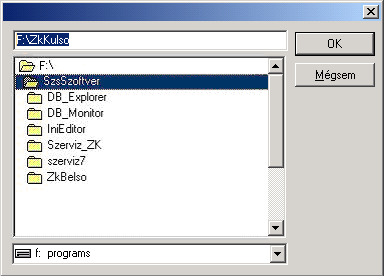 F:\ZkKulso
OK
F:\
SzsSzoftver
Mégsem
DB_Explorer
DB_Monitor
IniEditor
Szerviz_ZK
szerviz7
ZkBelso
f: programs